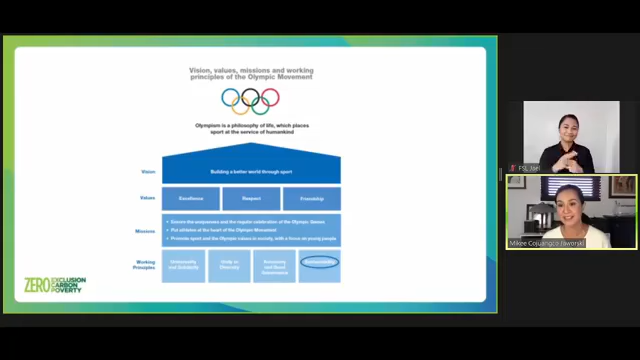 Vision, values, missions and working
principles of the Olympic Movement
Olympism is a philosophy of life, which places
sport at the service of humankind
Vision
Building a better world through sport
Values
Excellence
Respect
Friendship
Missions
• Ensure the uniqueness and the regular celebration of the Olympic Games
• Put athletes at the heart of the Olympic Movement
• Promote sport and the Olympic values in society, with a focus on young people
Working
Principles
Universality
and Solidarity
Unity in
Diversity
Autonomy
and Good
Governance
Sustainability
ZERO EXCLUSION
CARBON
POVERTY
FSL Joel
Mikee Cojuangco Jaworski